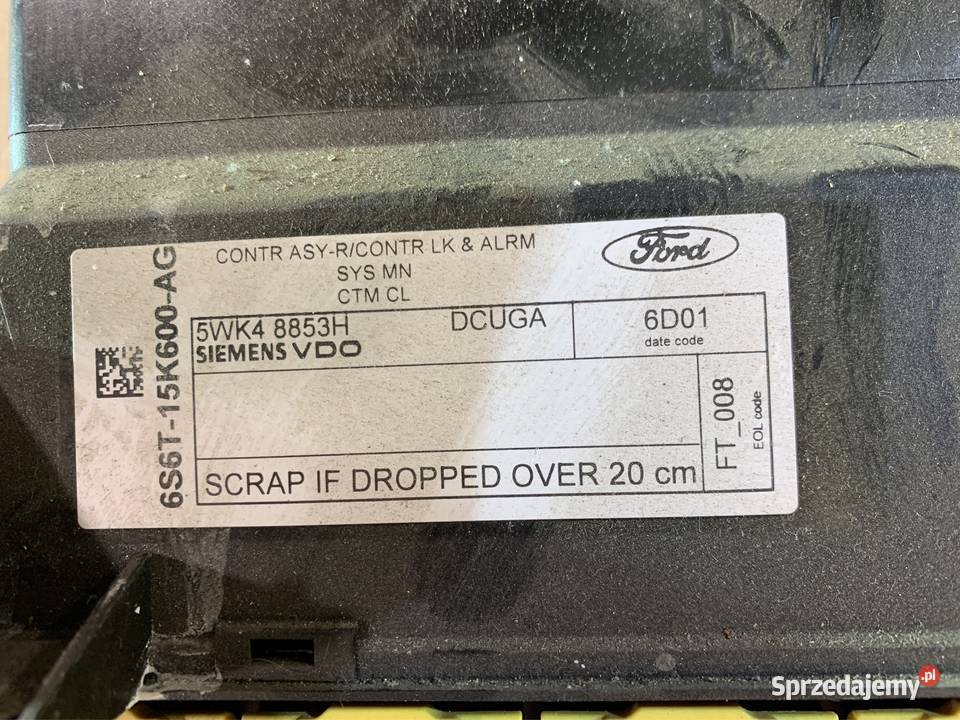 CONTR ASY-R/CONTR LK & ALRM
SYS MN
CTM CL
Ford
6S6T-15K600-AG
5WK4 8853H
DCUGA
6D01
SIEMENS VDO
date code
FT_008
EOL code
SCRAP IF DROPPED OVER 20 cm
Sprzedajemy.pl